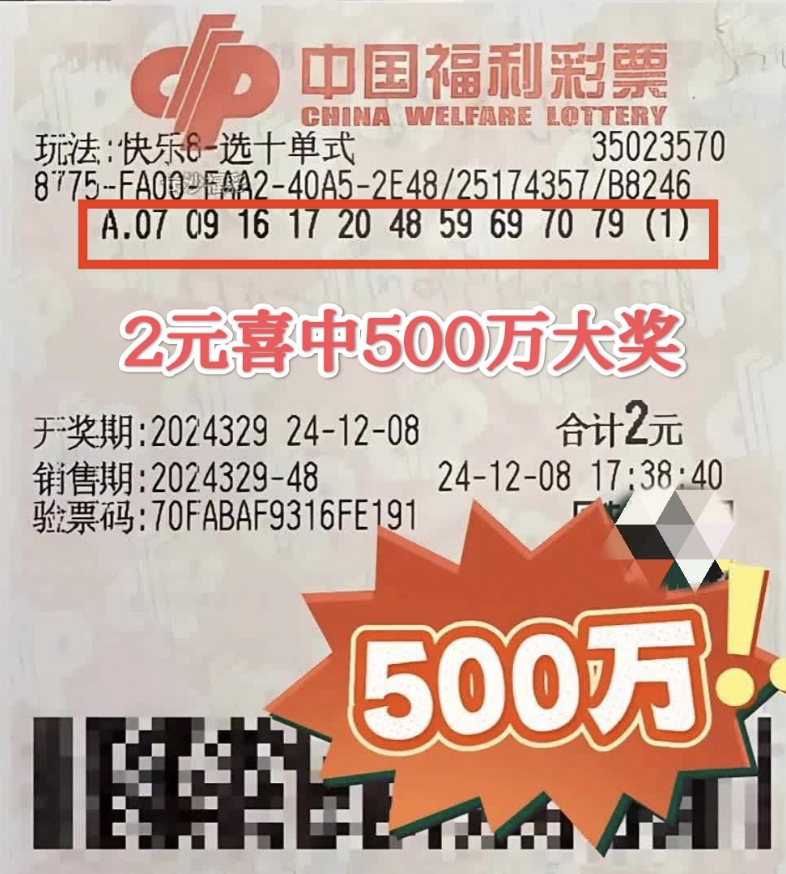 中国福利彩票
CHINA WELFARE LOTTERY
玩法:快乐8-选十单式 35023570
8775-FA00-EAA2-40A5-2E48/25174357/B8246
A.07 09 16 17 20 48 59 69 70 79 (1)
2元喜中500万大奖
开奖期:2024329 24-12-08 合计2元
销售期:2024329-48 24-12-08 17:38:40
验票码:70FABAF9316FE191
500万!